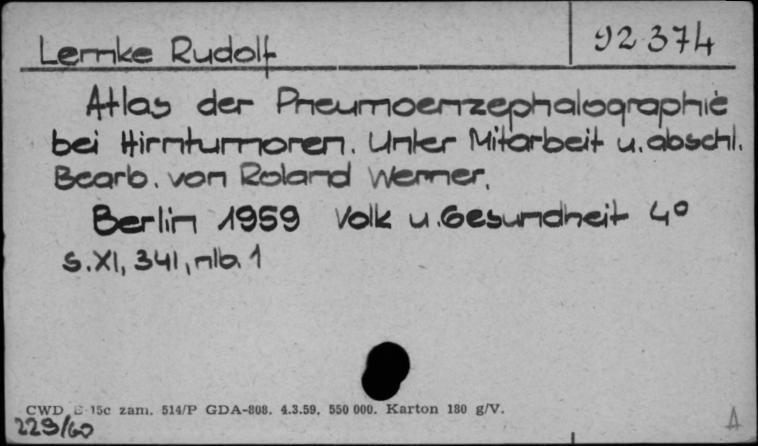 Lemke Rudolf
92374
Atlas der Pneumoenzephalographie
bei Hirntumoren. Unter Mitarbeit u. abschl.
Bearb. von Roland Werner.
Berlin 1959 Volk u. Gesundheit 4°
s. XI, 341, nlb. 1
CWD E 15c zam. 514/P GDA-808. 4.3.59. 550 000. Karton 180 g/V.
229/60
A